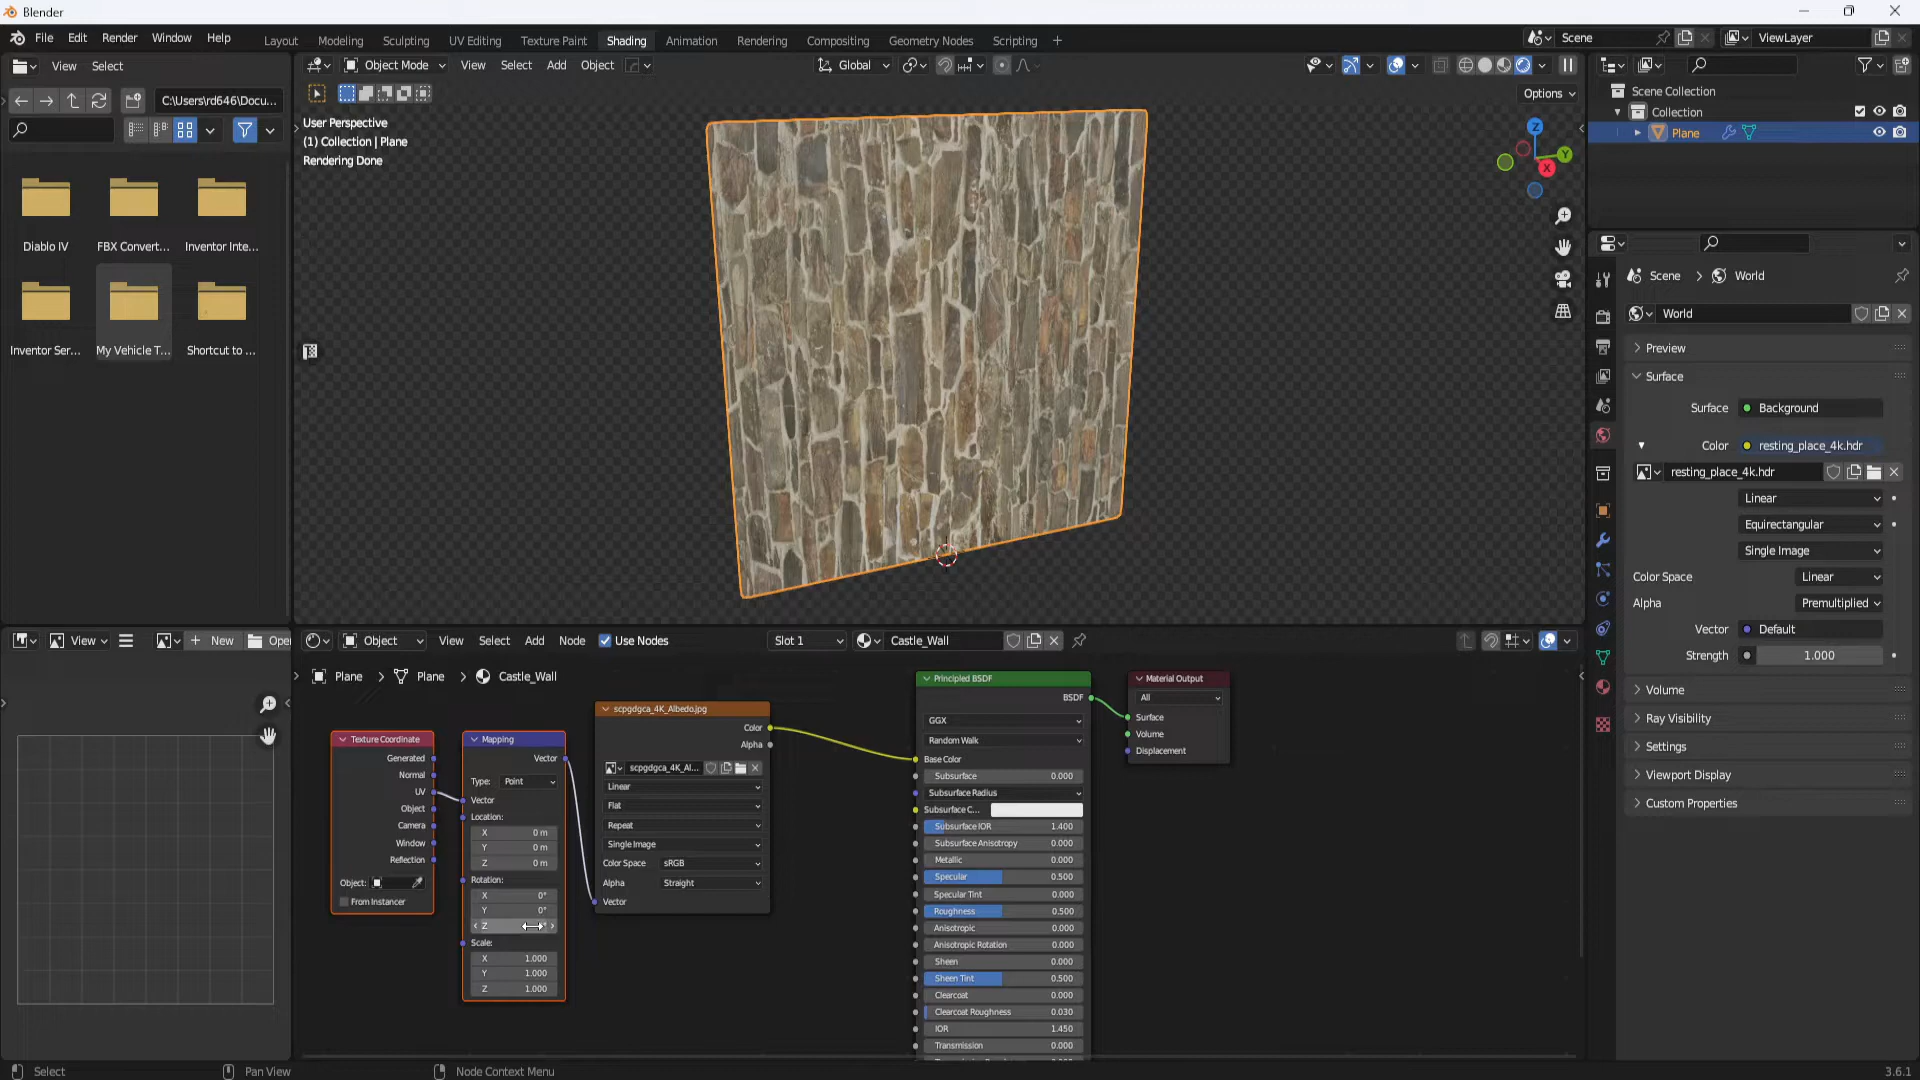 Blender
File Edit Render Window Help
Layout Modeling Sculpting UV Editing Texture Paint Shading Animation Rendering Compositing Geometry Nodes Scripting +
Scene
ViewLayer
View Select
Object Mode View Select Add Object
Global
C:\Users\rd646\Docu...
Options
User Perspective
(1) Collection | Plane
Rendering Done
Z
Y
X
Diablo IV
FBX Convert...
Inventor Inte...
Inventor Ser...
My Vehicle T...
Shortcut to ...
Scene Collection
Collection
Plane
Scene > World
World
Preview
Surface
Surface Background
Color resting_place_4k.hdr
resting_place_4k.hdr
Linear
Equirectangular
Single Image
Color Space Linear
Alpha Premultiplied
Vector Default
Strength 1.000
Volume
Ray Visibility
Settings
Viewport Display
Custom Properties
View + New Open
Object View Select Add Node Use Nodes Slot 1 Castle_Wall
Plane > Plane > Castle_Wall
Texture Coordinate
Generated
Normal
UV
Object
Camera
Window
Reflection
Object:
From Instancer
Mapping
Vector
Type: Point
Vector
Location:
X 0 m
Y 0 m
Z 0 m
Rotation:
X 0°
Y 0°
Z
Scale:
X 1.000
Y 1.000
Z 1.000
scpgdgca_4K_Albedo.jpg
Color
Alpha
scpgdgca_4K_Al...
Linear
Flat
Repeat
Single Image
Color Space sRGB
Alpha Straight
Vector
Principled BSDF
BSDF
GGX
Random Walk
Base Color
Subsurface 0.000
Subsurface Radius
Subsurface C...
Subsurface IOR 1.400
Subsurface Anisotropy 0.000
Metallic 0.000
Specular 0.500
Specular Tint 0.000
Roughness 0.500
Anisotropic 0.000
Anisotropic Rotation 0.000
Sheen 0.000
Sheen Tint 0.500
Clearcoat 0.000
Clearcoat Roughness 0.030
IOR 1.450
Transmission 0.000
Material Output
All
Surface
Volume
Displacement
Select
Pan View
Node Context Menu
3.6.1